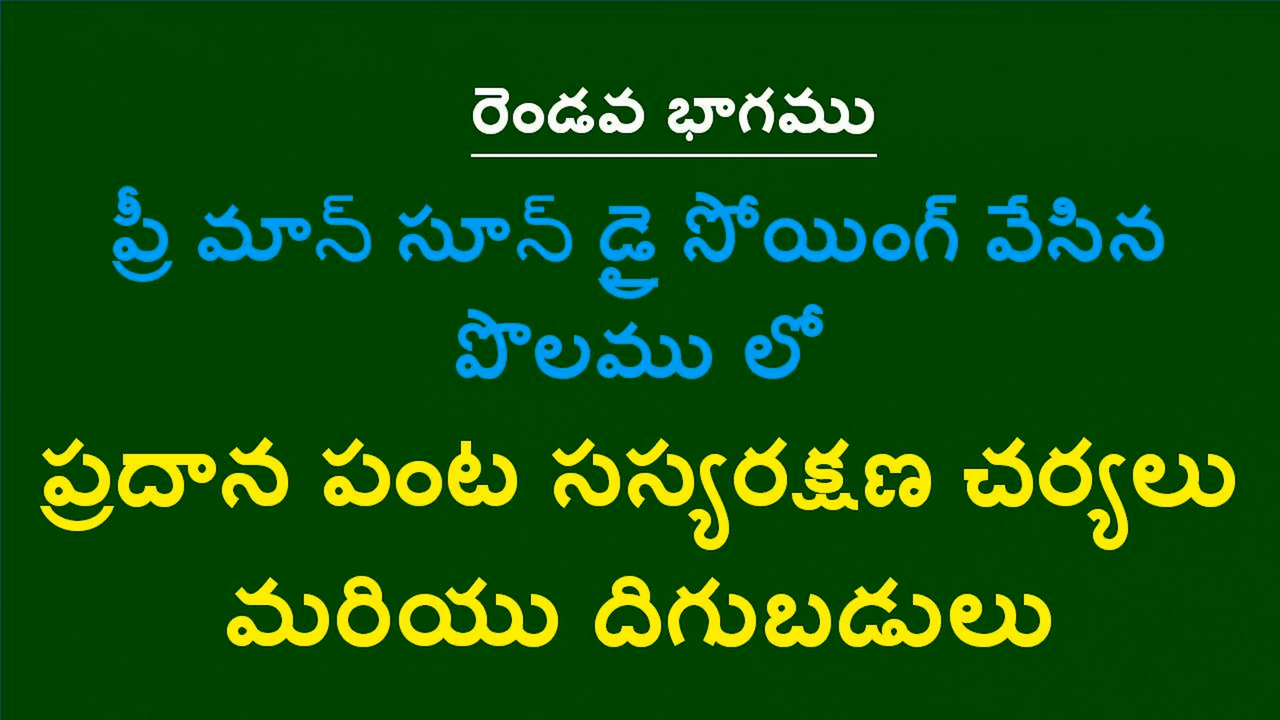 రెండవ భాగము
ప్రీ మాన్ సూన్ డ్రై సోయింగ్ వేసిన
పొలము లో
ప్రదాన పంట సస్యరక్షణ చర్యలు
మరియు దిగుబడులు